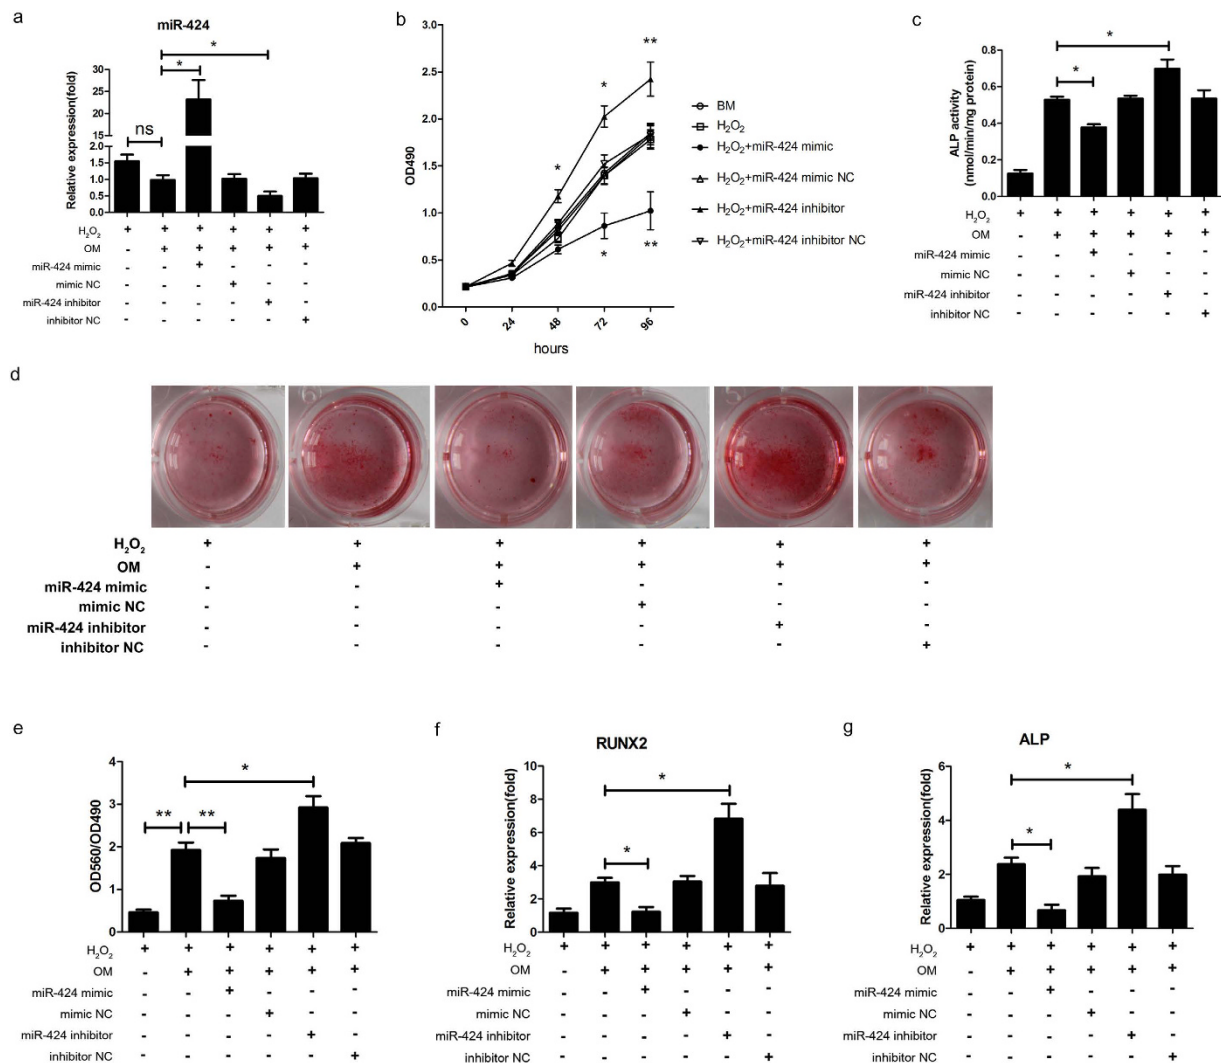 a
miR-424
Relative expression(fold)
30
25
20
15
10
2.0
1.5
1.0
0.5
0.0
ns
*
*
H₂O₂ + + + + + +
OM - + + + + +
miR-424 mimic - - + - - -
mimic NC - - - + - -
miR-424 inhibitor - - - - + -
inhibitor NC - - - - - +
b
OD490
3.0
2.5
2.0
1.5
1.0
0.5
0.0
0 24 48 72 96
hours
*
*
**
*
**
BM
H₂O₂
H₂O₂+miR-424 mimic
H₂O₂+miR-424 mimic NC
H₂O₂+miR-424 inhibitor
H₂O₂+miR-424 inhibitor NC
c
ALP activity
(nmol/min/mg protein)
0.8
0.6
0.4
0.2
0.0
*
*
H₂O₂ + + + + + +
OM - + + + + +
miR-424 mimic - - + - - -
mimic NC - - - + - -
miR-424 inhibitor - - - - + -
inhibitor NC - - - - - +
d
H₂O₂ + + + + + +
OM - + + + + +
miR-424 mimic - - + - - -
mimic NC - - - + - -
miR-424 inhibitor - - - - + -
inhibitor NC - - - - - +
e
OD560/OD490
4
3
2
1
0
**
**
*
H₂O₂ + + + + + +
OM - + + + + +
miR-424 mimic - - + - - -
mimic NC - - - + - -
miR-424 inhibitor - - - - + -
inhibitor NC - - - - - +
f
RUNX2
Relative expression(fold)
10
8
6
4
2
0
*
*
H₂O₂ + + + + + +
OM - + + + + +
miR-424 mimic - - + - - -
mimic NC - - - + - -
miR-424 inhibitor - - - - + -
inhibitor NC - - - - - +
g
ALP
Relative expression(fold)
6
4
2
0
*
*
H₂O₂ + + + + + +
OM - + + + + +
miR-424 mimic - - + - - -
mimic NC - - - + - -
miR-424 inhibitor - - - - + -
inhibitor NC - - - - - +